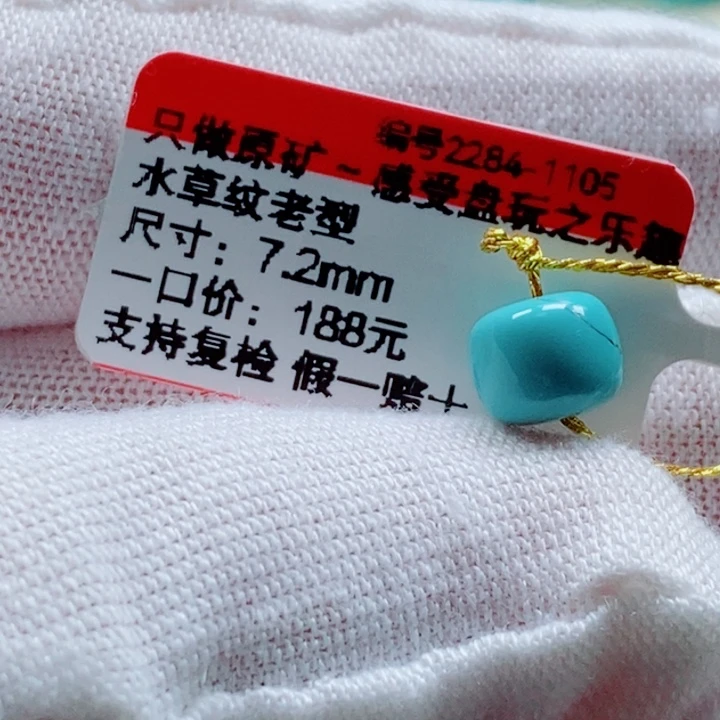 编号2284-1105
只做原矿~感受盘玩之乐趣
水草纹老型
尺寸：7.2mm
一口价：188元
支持复检 假一赔十